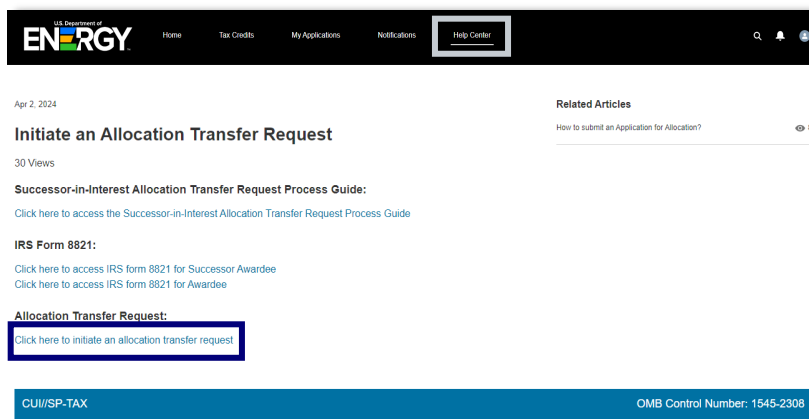 U.S. Department of
ENERGY
Home Tax Credits My Applications Notifications Help Center
Apr 2, 2024
Initiate an Allocation Transfer Request
30 Views
Successor-in-Interest Allocation Transfer Request Process Guide:
Click here to access the Successor-in-Interest Allocation Transfer Request Process Guide
IRS Form 8821:
Click here to access IRS form 8821 for Successor Awardee
Click here to access IRS form 8821 for Awardee
Allocation Transfer Request:
Click here to initiate an allocation transfer request
Related Articles
How to submit an Application for Allocation?
CUI//SP-TAX
OMB Control Number: 1545-2308